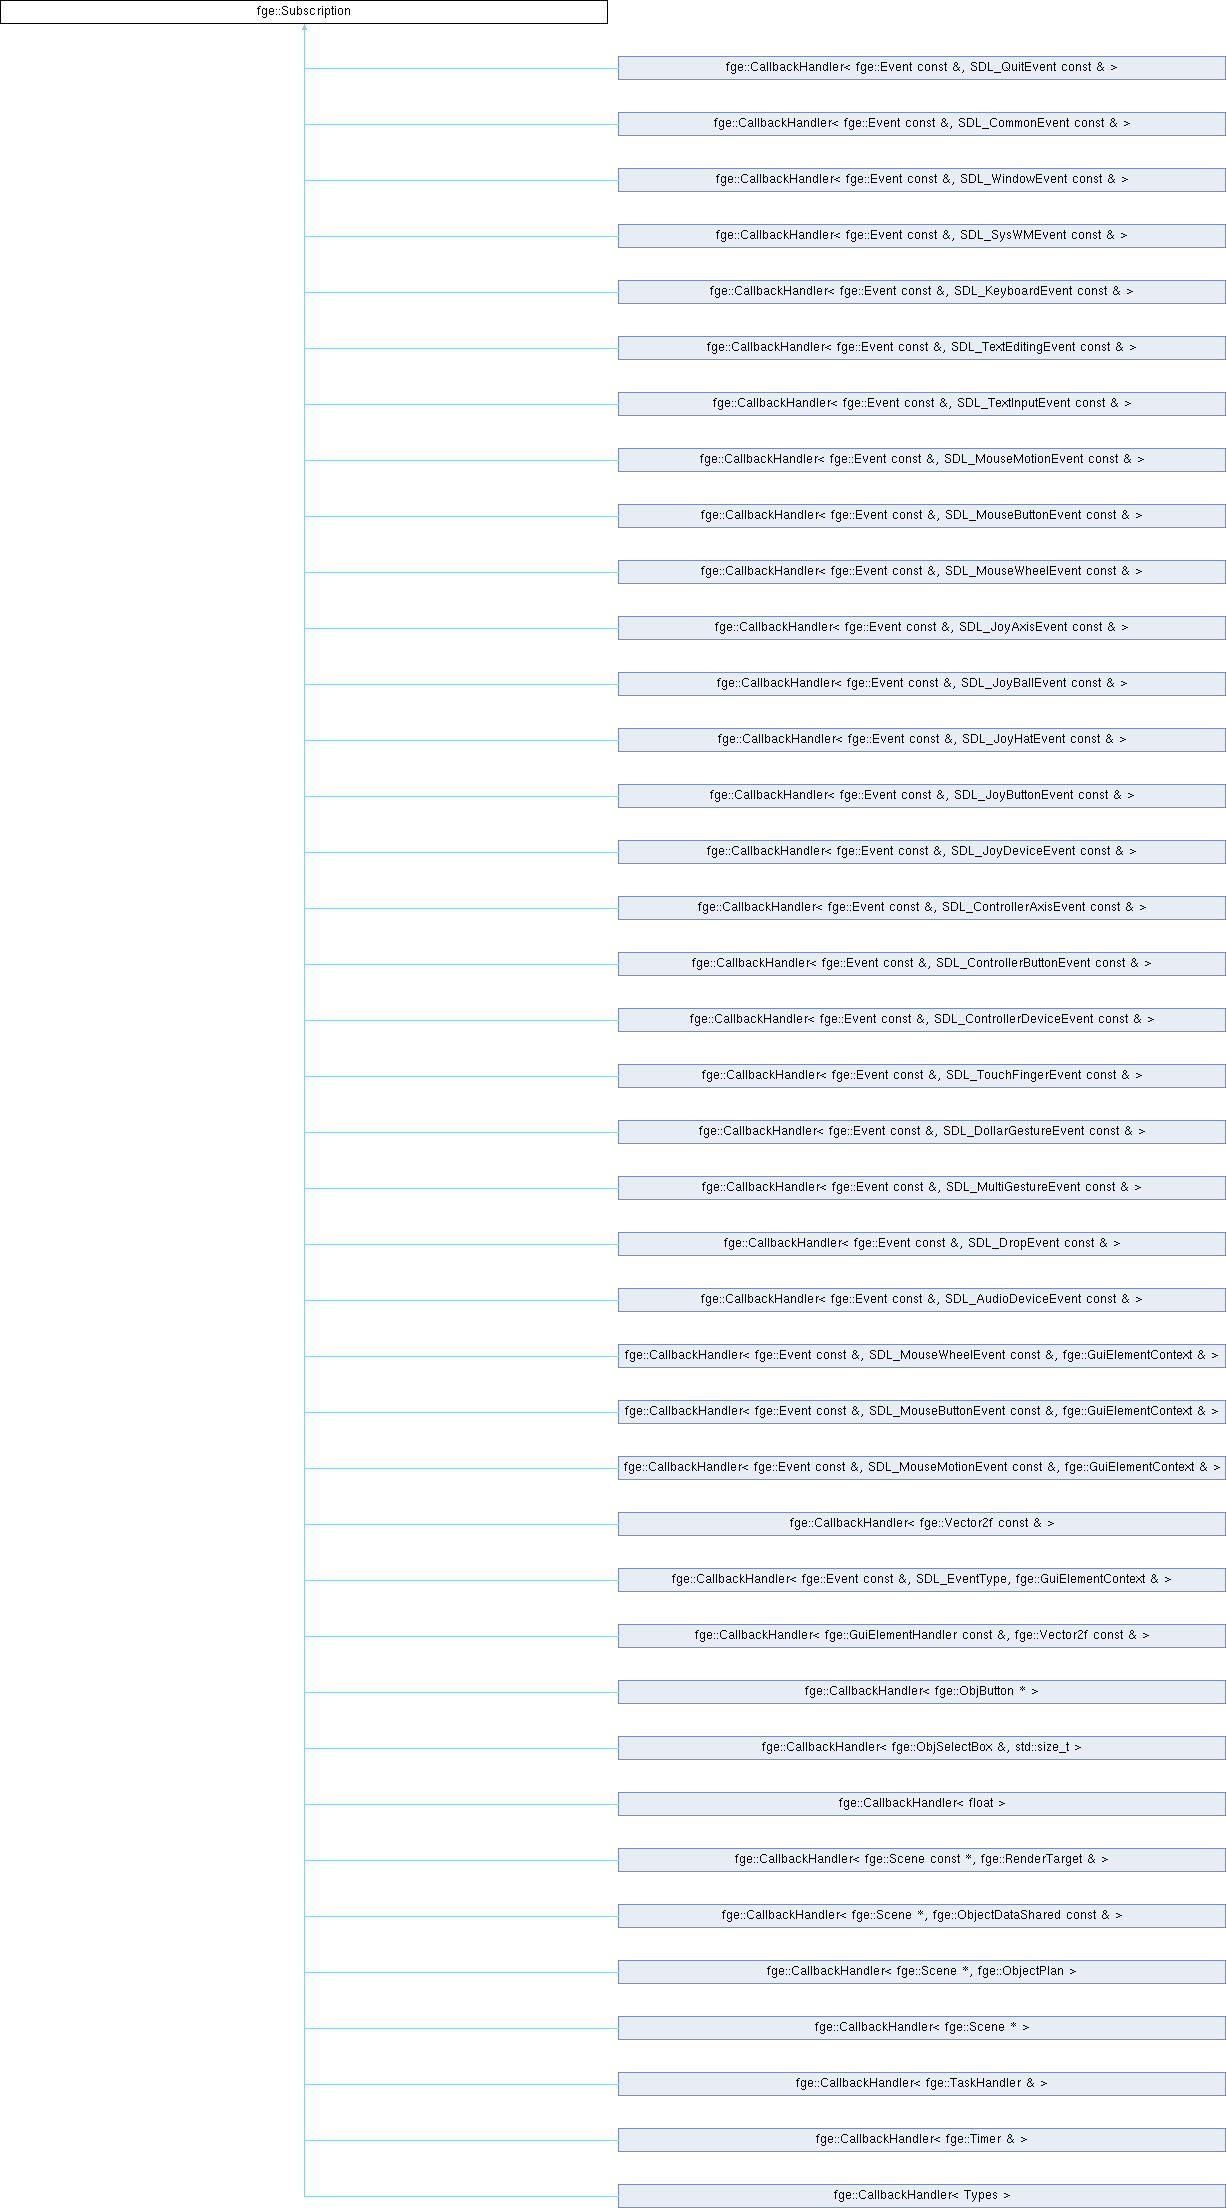 fge::Subscription
fge::CallbackHandler< fge::Event const &, SDL_QuitEvent const & >
fge::CallbackHandler< fge::Event const &, SDL_CommonEvent const & >
fge::CallbackHandler< fge::Event const &, SDL_WindowEvent const & >
fge::CallbackHandler< fge::Event const &, SDL_SysWMEvent const & >
fge::CallbackHandler< fge::Event const &, SDL_KeyboardEvent const & >
fge::CallbackHandler< fge::Event const &, SDL_TextEditingEvent const & >
fge::CallbackHandler< fge::Event const &, SDL_TextInputEvent const & >
fge::CallbackHandler< fge::Event const &, SDL_MouseMotionEvent const & >
fge::CallbackHandler< fge::Event const &, SDL_MouseButtonEvent const & >
fge::CallbackHandler< fge::Event const &, SDL_MouseWheelEvent const & >
fge::CallbackHandler< fge::Event const &, SDL_JoyAxisEvent const & >
fge::CallbackHandler< fge::Event const &, SDL_JoyBallEvent const & >
fge::CallbackHandler< fge::Event const &, SDL_JoyHatEvent const & >
fge::CallbackHandler< fge::Event const &, SDL_JoyButtonEvent const & >
fge::CallbackHandler< fge::Event const &, SDL_JoyDeviceEvent const & >
fge::CallbackHandler< fge::Event const &, SDL_ControllerAxisEvent const & >
fge::CallbackHandler< fge::Event const &, SDL_ControllerButtonEvent const & >
fge::CallbackHandler< fge::Event const &, SDL_ControllerDeviceEvent const & >
fge::CallbackHandler< fge::Event const &, SDL_TouchFingerEvent const & >
fge::CallbackHandler< fge::Event const &, SDL_DollarGestureEvent const & >
fge::CallbackHandler< fge::Event const &, SDL_MultiGestureEvent const & >
fge::CallbackHandler< fge::Event const &, SDL_DropEvent const & >
fge::CallbackHandler< fge::Event const &, SDL_AudioDeviceEvent const & >
fge::CallbackHandler< fge::Event const &, SDL_MouseWheelEvent const &, fge::GuiElementContext & >
fge::CallbackHandler< fge::Event const &, SDL_MouseButtonEvent const &, fge::GuiElementContext & >
fge::CallbackHandler< fge::Event const &, SDL_MouseMotionEvent const &, fge::GuiElementContext & >
fge::CallbackHandler< fge::Vector2f const & >
fge::CallbackHandler< fge::Event const &, SDL_EventType, fge::GuiElementContext & >
fge::CallbackHandler< fge::GuiElementHandler const &, fge::Vector2f const & >
fge::CallbackHandler< fge::ObjButton * >
fge::CallbackHandler< fge::ObjSelectBox &, std::size_t >
fge::CallbackHandler< float >
fge::CallbackHandler< fge::Scene const *, fge::RenderTarget & >
fge::CallbackHandler< fge::Scene *, fge::ObjectDataShared const & >
fge::CallbackHandler< fge::Scene *, fge::ObjectPlan >
fge::CallbackHandler< fge::Scene * >
fge::CallbackHandler< fge::TaskHandler & >
fge::CallbackHandler< fge::Timer & >
fge::CallbackHandler< Types >